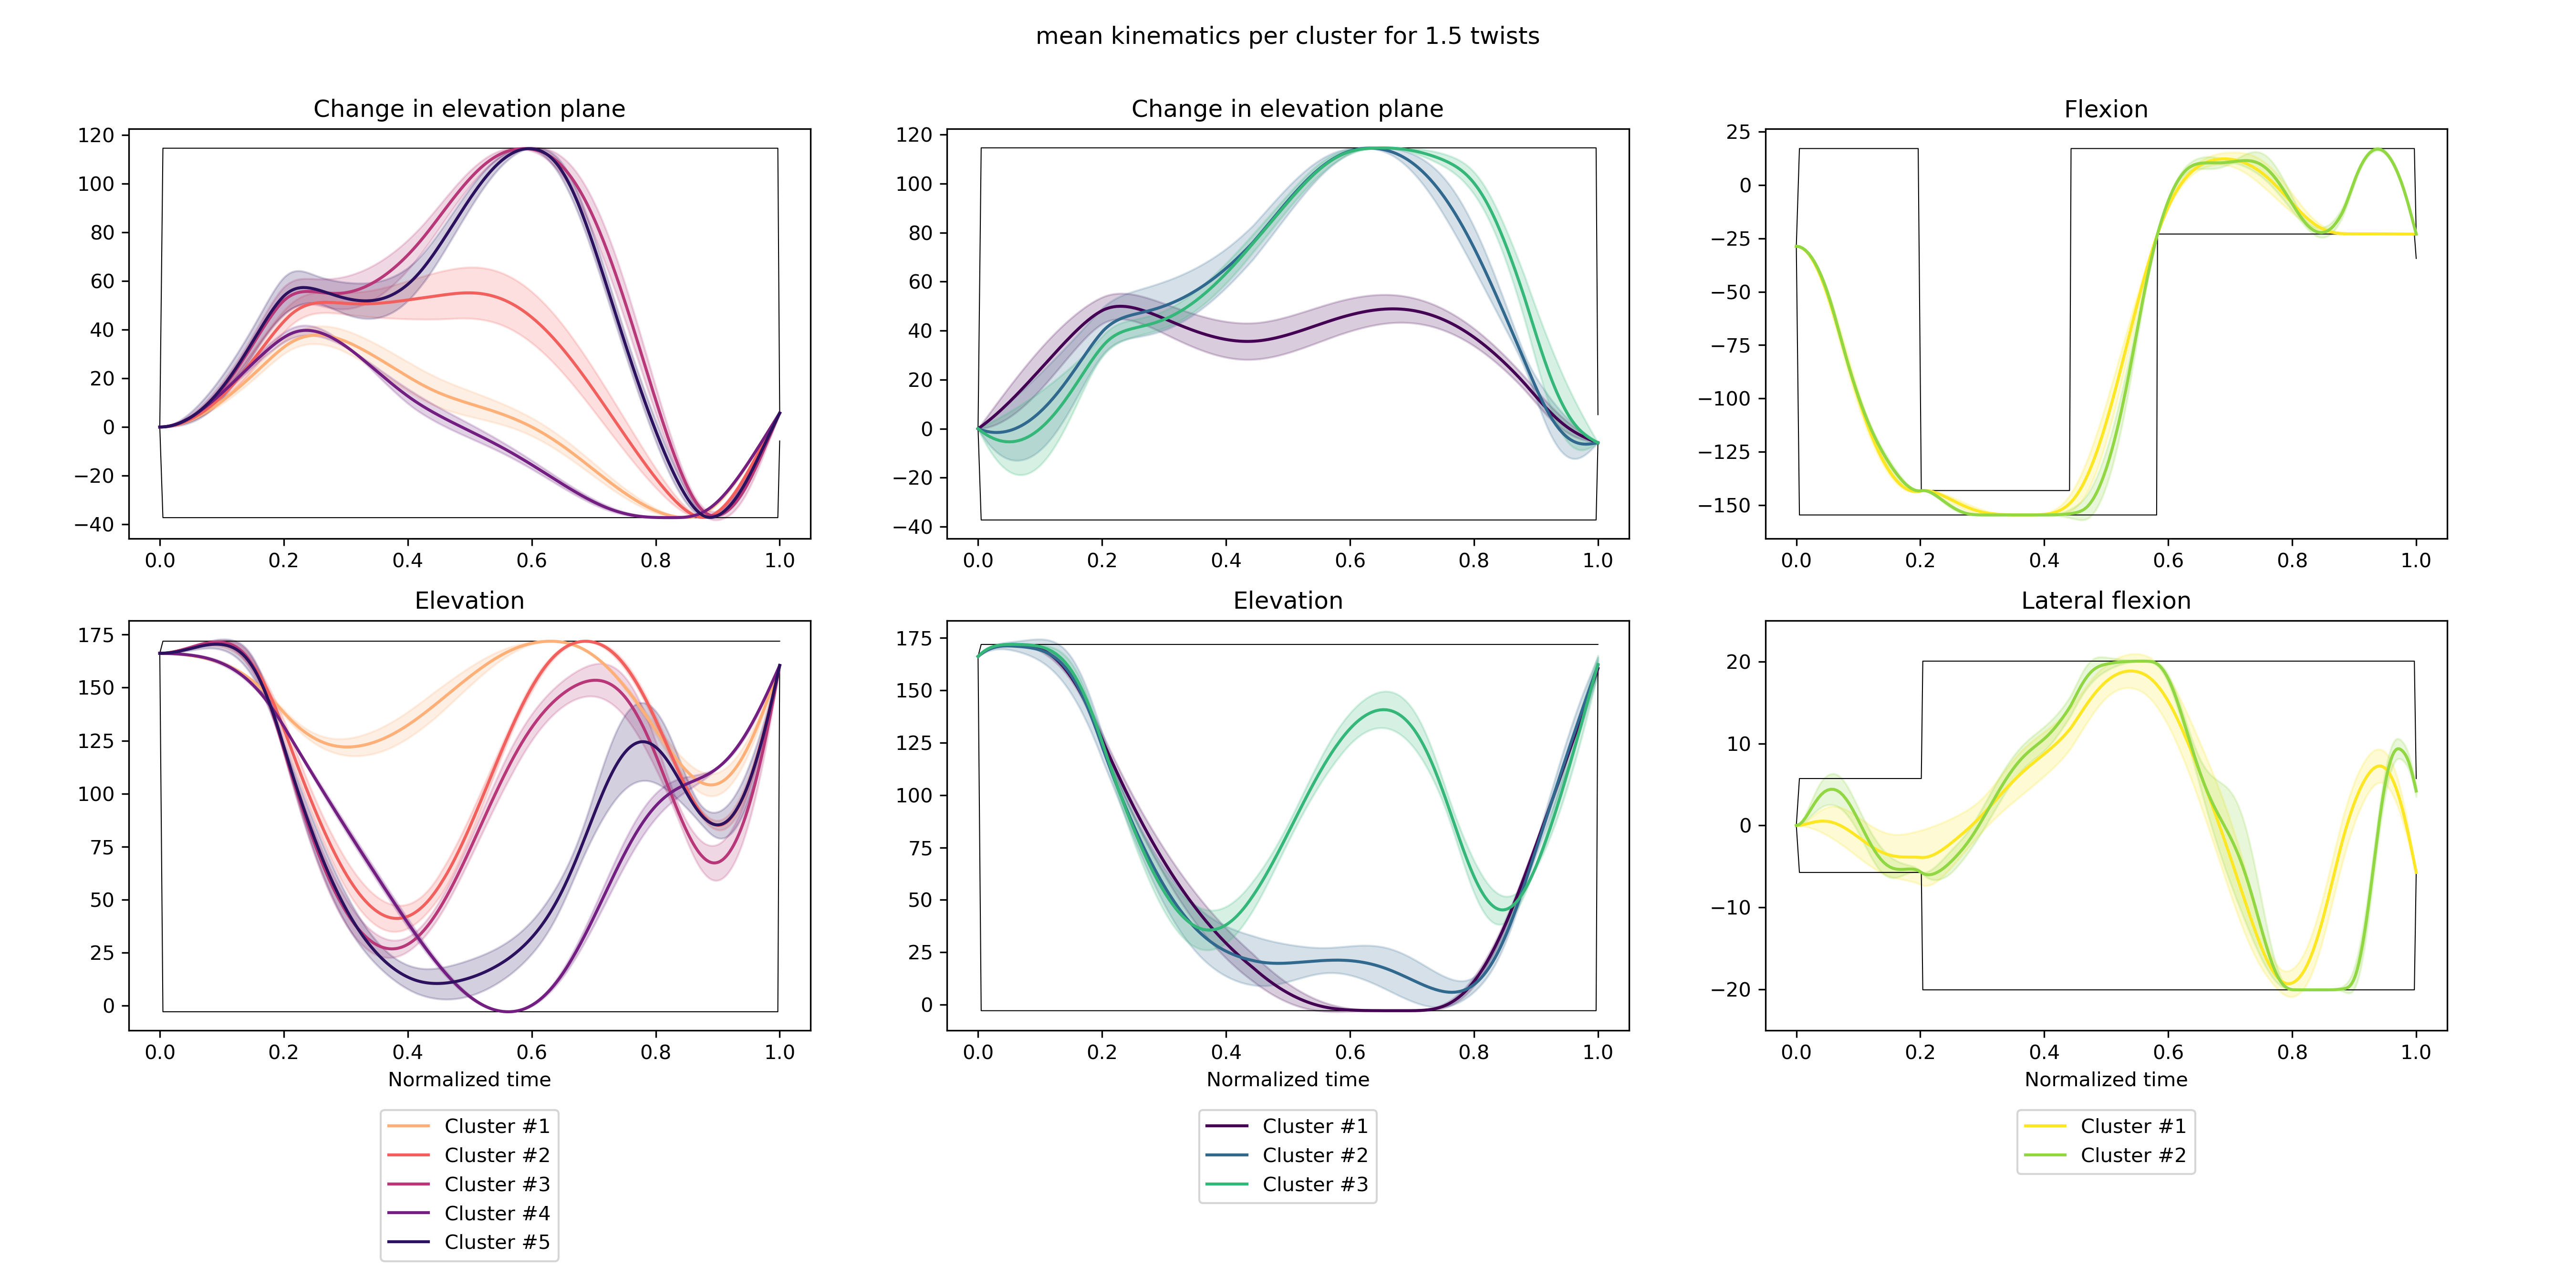 mean kinematics per cluster for 1.5 twists
Change in elevation plane
120
100
80
60
40
20
0
−20
−40
0.0 0.2 0.4 0.6 0.8 1.0
Change in elevation plane
120
100
80
60
40
20
0
−20
−40
0.0 0.2 0.4 0.6 0.8 1.0
Flexion
25
0
−25
−50
−75
−100
−125
−150
0.0 0.2 0.4 0.6 0.8 1.0
Elevation
175
150
125
100
75
50
25
0
0.0 0.2 0.4 0.6 0.8 1.0
Normalized time
Cluster #1
Cluster #2
Cluster #3
Cluster #4
Cluster #5
Elevation
175
150
125
100
75
50
25
0
0.0 0.2 0.4 0.6 0.8 1.0
Normalized time
Cluster #1
Cluster #2
Cluster #3
Lateral flexion
20
10
0
−10
−20
0.0 0.2 0.4 0.6 0.8 1.0
Normalized time
Cluster #1
Cluster #2